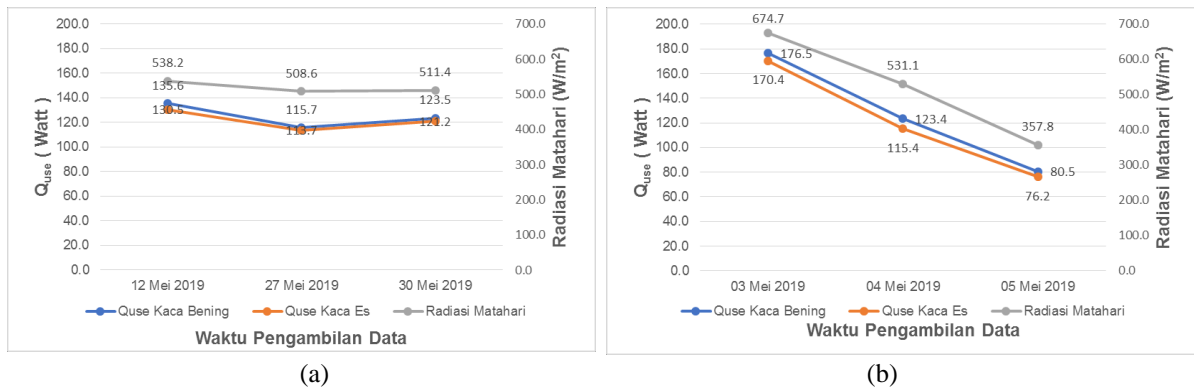 200.0
180.0
160.0
140.0
120.0
100.0
80.0
60.0
40.0
20.0
0.0
Quse ( Watt )
700.0
600.0
500.0
400.0
300.0
200.0
100.0
0.0
Radiasi Matahari (W/m²)
538.2
508.6
511.4
135.6
115.7
123.5
130.5
113.7
121.2
12 Mei 2019
27 Mei 2019
30 Mei 2019
Quse Kaca Bening
Quse Kaca Es
Radiasi Matahari
Waktu Pengambilan Data
(a)
200.0
180.0
160.0
140.0
120.0
100.0
80.0
60.0
40.0
20.0
0.0
Quse ( Watt )
700.0
600.0
500.0
400.0
300.0
200.0
100.0
0.0
Radiasi Matahari (W/m²)
674.7
531.1
357.8
176.5
123.4
80.5
170.4
115.4
76.2
03 Mei 2019
04 Mei 2019
05 Mei 2019
Quse Kaca Bening
Quse Kaca Es
Radiasi Matahari
Waktu Pengambilan Data
(b)